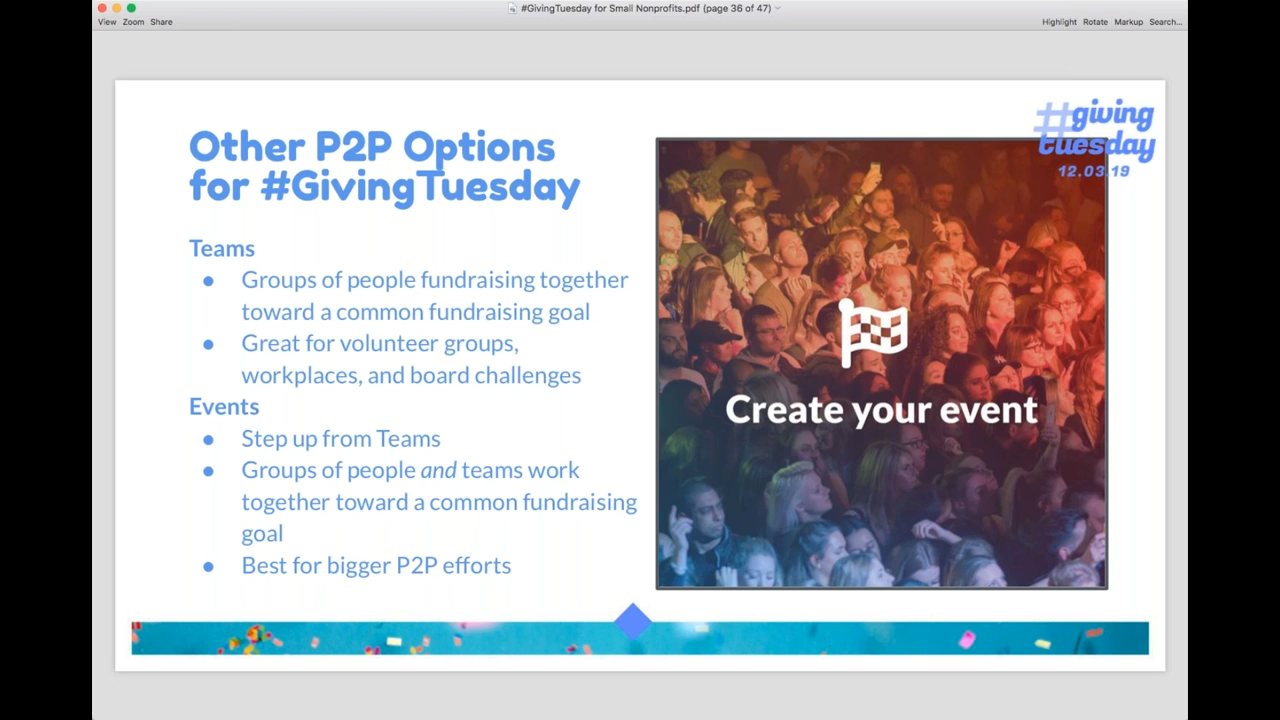 #GivingTuesday for Small Nonprofits.pdf (page 36 of 47)
View Zoom Share
Highlight Rotate Markup Search...
#giving
tuesday
12.03.19
Other P2P Options
for #GivingTuesday
Teams
● Groups of people fundraising together
toward a common fundraising goal
● Great for volunteer groups,
workplaces, and board challenges
Events
● Step up from Teams
● Groups of people and teams work
together toward a common fundraising
goal
● Best for bigger P2P efforts
Create your event